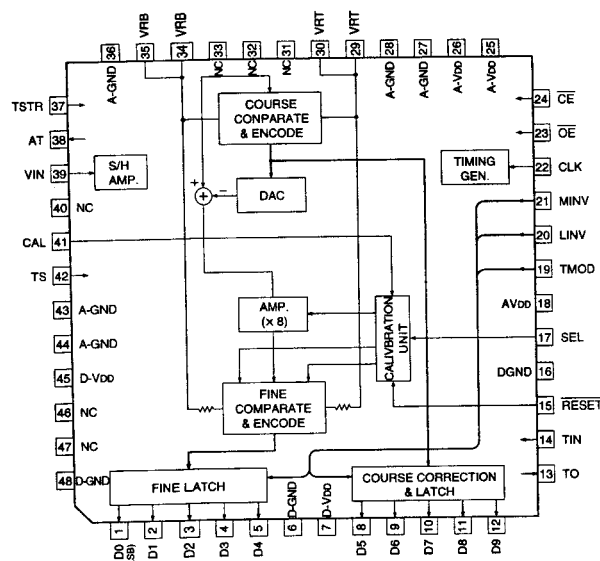 VRB VRB VRT VRT
36 35 34 33 32 31 30 29 28 27 26 25
A-GND NC NC NC A-GND A-GND A-VDD A-VDD
TSTR 37
AT 38
VIN 39
40 NC
CAL 41
TS 42
43 A-GND
44 A-GND
45 D-VDD
46 NC
47 NC
48 D-GND
S/H
AMP.
COURSE
CONPARATE
& ENCODE
+
−
DAC
TIMING
GEN.
AMP.
(× 8)
CALIVBRATION
UNIT
FINE
COMPARATE
& ENCODE
FINE LATCH
COURSE CORRECTION
& LATCH
24 CE
23 OE
22 CLK
21 MINV
20 LINV
19 TMOD
AVDD 18
17 SEL
DGND 16
15 RESET
14 TIN
13 TO
D-GND D-VDD
1 2 3 4 5 6 7 8 9 10 11 12
D0 D1 D2 D3 D4 D5 D6 D7 D8 D9